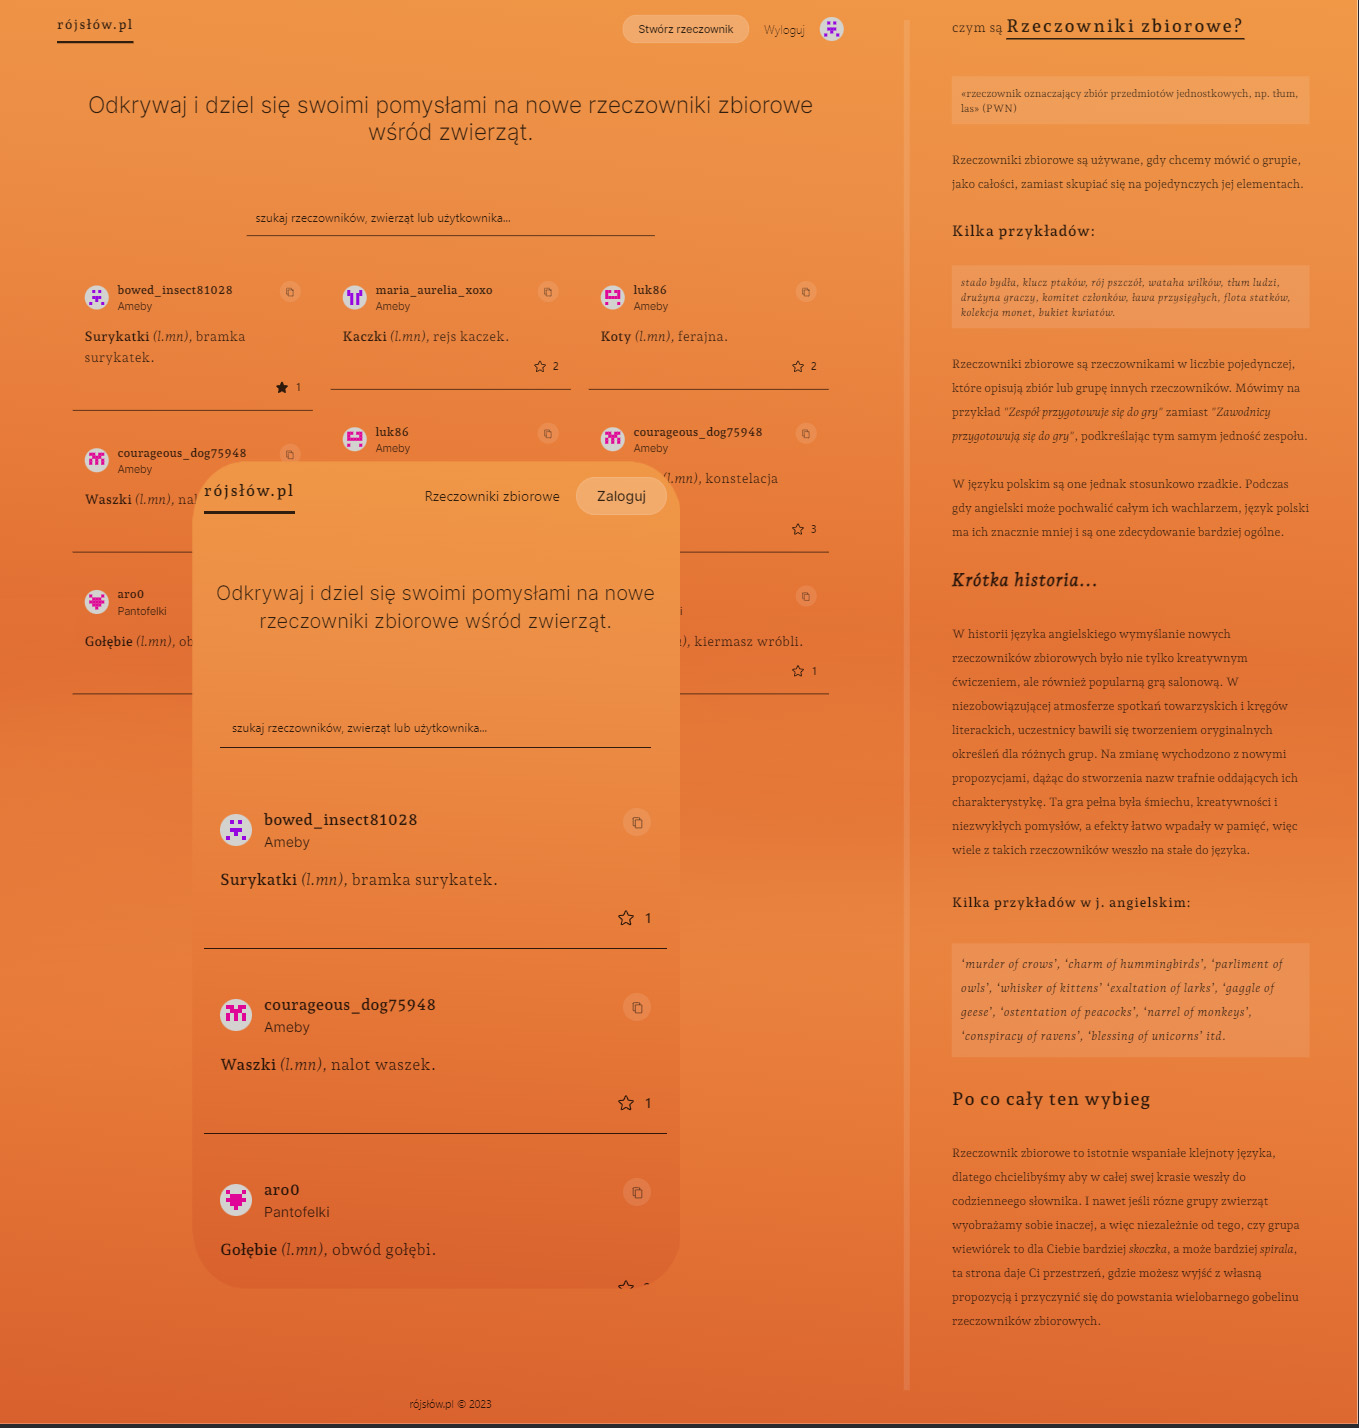 rójsłów.pl
Stwórz rzeczownik
Wyloguj
Odkrywaj i dziel się swoimi pomysłami na nowe rzeczowniki zbiorowe
wśród zwierząt.
szukaj rzeczowników, zwierząt lub użytkownika...
bowed_insect81028
Ameby
Surykatki (l.mn), bramka
surykatek.
1
maria_aurelia_xoxo
Ameby
Kaczki (l.mn), rejs kaczek.
2
luk86
Ameby
Koty (l.mn), ferajna.
2
courageous_dog75948
Ameby
Waszki (l.mn), nal
luk86
Ameby
courageous_dog75948
Ameby
(l.mn), konstelacja
3
aro0
Pantofelki
Gołębie (l.mn), ob
i
), kiermasz wróbli.
1
rójsłów.pl
Rzeczowniki zbiorowe
Zaloguj
Odkrywaj i dziel się swoimi pomysłami na nowe
rzeczowniki zbiorowe wśród zwierząt.
szukaj rzeczowników, zwierząt lub użytkownika...
bowed_insect81028
Ameby
Surykatki (l.mn), bramka surykatek.
1
courageous_dog75948
Ameby
Waszki (l.mn), nalot waszek.
1
aro0
Pantofelki
Gołębie (l.mn), obwód gołębi.
rójsłów.pl © 2023
czym są Rzeczowniki zbiorowe?
«rzeczownik oznaczający zbiór przedmiotów jednostkowych, np. tłum,
las» (PWN)
Rzeczowniki zbiorowe są używane, gdy chcemy mówić o grupie,
jako całości, zamiast skupiać się na pojedynczych jej elementach.
Kilka przykładów:
stado bydła, klucz ptaków, rój pszczół, wataha wilków, tłum ludzi,
drużyna graczy, komitet członków, ława przysięgłych, flota statków,
kolekcja monet, bukiet kwiatów.
Rzeczowniki zbiorowe są rzeczownikami w liczbie pojedynczej,
które opisują zbiór lub grupę innych rzeczowników. Mówimy na
przykład "Zespół przygotowuje się do gry" zamiast "Zawodnicy
przygotowują się do gry", podkreślając tym samym jedność zespołu.
W języku polskim są one jednak stosunkowo rzadkie. Podczas
gdy angielski może pochwalić całym ich wachlarzem, język polski
ma ich znacznie mniej i są one zdecydowanie bardziej ogólne.
Krótka historia...
W historii języka angielskiego wymyślanie nowych
rzeczowników zbiorowych było nie tylko kreatywnym
ćwiczeniem, ale również popularną grą salonową. W
niezobowiązującej atmosferze spotkań towarzyskich i kręgów
literackich, uczestnicy bawili się tworzeniem oryginalnych
określeń dla różnych grup. Na zmianę wychodzono z nowymi
propozycjami, dążąc do stworzenia nazw trafnie oddających ich
charakterystykę. Ta gra pełna była śmiechu, kreatywności i
niezwykłych pomysłów, a efekty łatwo wpadały w pamięć, więc
wiele z takich rzeczowników weszło na stałe do języka.
Kilka przykładów w j. angielskim:
‘murder of crows’, ‘charm of hummingbirds’, ‘parliment of
owls’, ‘whisker of kittens’ ‘exaltation of larks’, ‘gaggle of
geese’, ‘ostentation of peacocks’, ‘narrel of monkeys’,
‘conspiracy of ravens’, ‘blessing of unicorns’ itd.
Po co cały ten wybieg
Rzeczownik zbiorowe to istotnie wspaniałe klejnoty języka,
dlatego chcielibyśmy aby w całej swej krasie weszły do
codzienneego słownika. I nawet jeśli rózne grupy zwierząt
wyobrażamy sobie inaczej, a więc niezależnie od tego, czy grupa
wiewiórek to dla Ciebie bardziej skoczka, a może bardziej spirala,
ta strona daje Ci przestrzeń, gdzie możesz wyjść z własną
propozycją i przyczynić się do powstania wielobarnego gobelinu
rzeczowników zbiorowych.